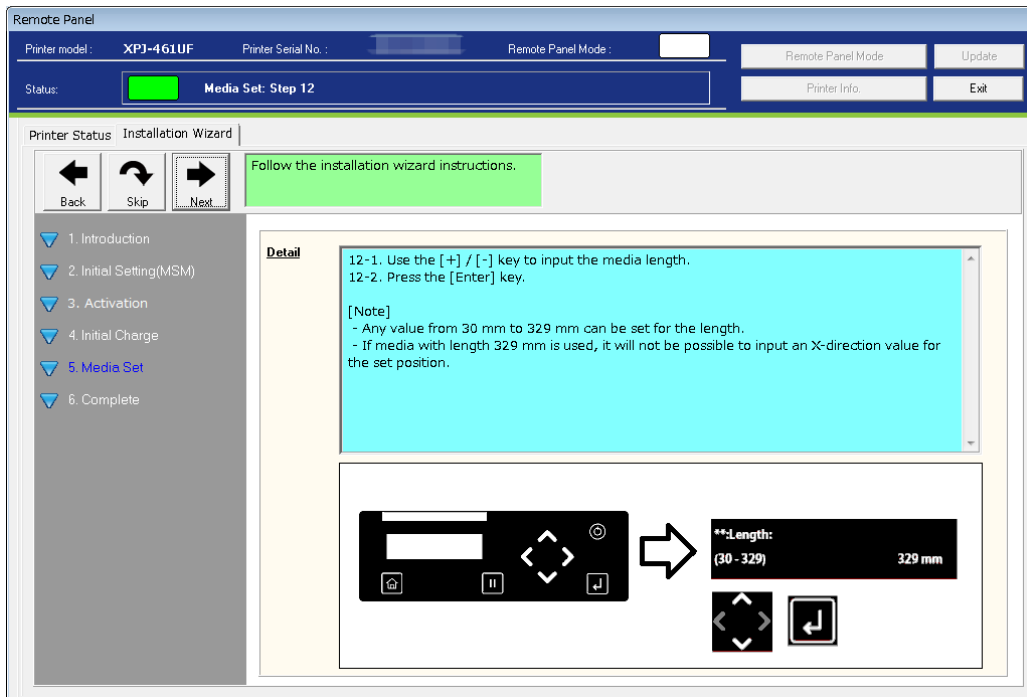 Remote Panel
Printer model : XPJ-461UF Printer Serial No. : Remote Panel Mode :
Remote Panel Mode Update
Status: Media Set: Step 12
Printer Info. Exit
Printer Status Installation Wizard
Back Skip Next
Follow the installation wizard instructions.
1. Introduction
2. Initial Setting(MSM)
3. Activation
4. Initial Charge
5. Media Set
6. Complete
Detail
12-1. Use the [+] / [-] key to input the media length.
12-2. Press the [Enter] key.
[Note]
- Any value from 30 mm to 329 mm can be set for the length.
- If media with length 329 mm is used, it will not be possible to input an X-direction value for
the set position.
**:Length:
(30 - 329) 329 mm